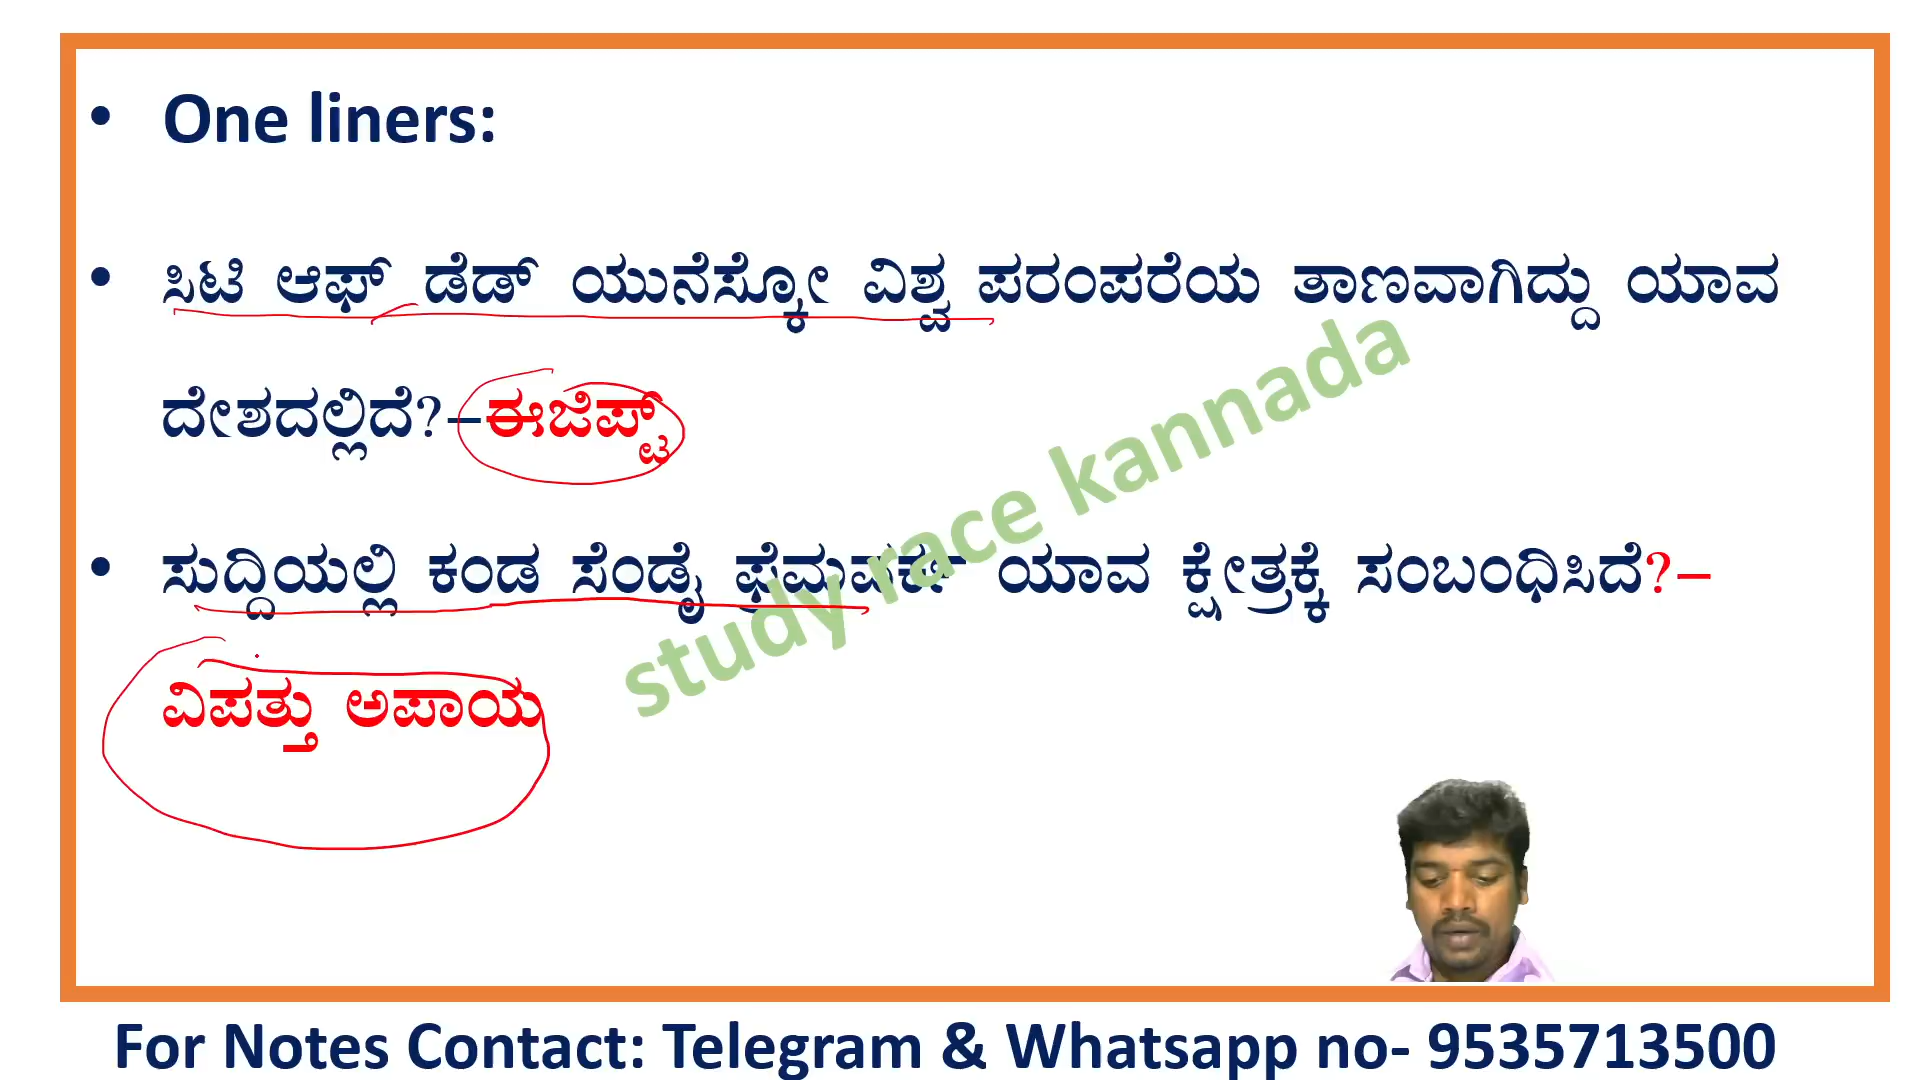 • One liners:
• ಸಿಟಿ ಆಫ್ ಡೆಡ್ ಯುನೆಸ್ಕೋ ವಿಶ್ವ ಪರಂಪರೆಯ ತಾಣವಾಗಿದ್ದು ಯಾವ
ದೇಶದಲ್ಲಿದೆ?–ಈಜಿಪ್ಟ್
• ಸುದ್ದಿಯಲ್ಲಿ ಕಂಡ ಸೆಂಡೈ ಫ್ರೆಮವರ್ಕ್ ಯಾವ ಕ್ಷೇತ್ರಕ್ಕೆ ಸಂಬಂಧಿಸಿದೆ?–
ವಿಪತ್ತು ಅಪಾಯ
study race kannada
For Notes Contact: Telegram & Whatsapp no- 9535713500